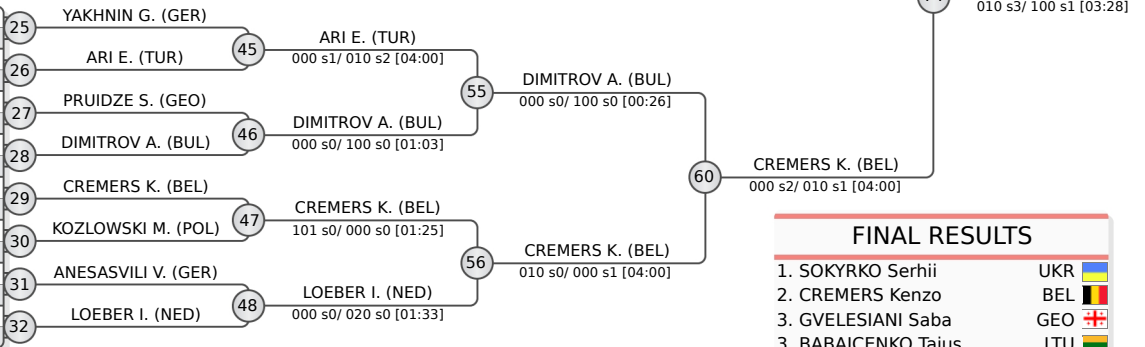 010 s3/ 100 s1 [03:28]
25
YAKHNIN G. (GER)
26
ARI E. (TUR)
45
ARI E. (TUR)
000 s1/ 010 s2 [04:00]
27
PRUIDZE S. (GEO)
28
DIMITROV A. (BUL)
46
DIMITROV A. (BUL)
000 s0/ 100 s0 [01:03]
55
DIMITROV A. (BUL)
000 s0/ 100 s0 [00:26]
29
CREMERS K. (BEL)
30
KOZLOWSKI M. (POL)
47
CREMERS K. (BEL)
101 s0/ 000 s0 [01:25]
31
ANESASVILI V. (GER)
32
LOEBER I. (NED)
48
LOEBER I. (NED)
000 s0/ 020 s0 [01:33]
56
CREMERS K. (BEL)
010 s0/ 000 s1 [04:00]
60
CREMERS K. (BEL)
000 s2/ 010 s1 [04:00]
FINAL RESULTS
1. SOKYRKO Serhii UKR
2. CREMERS Kenzo BEL
3. GVELESIANI Saba GEO
3. BABAICENKO Tajus LTU